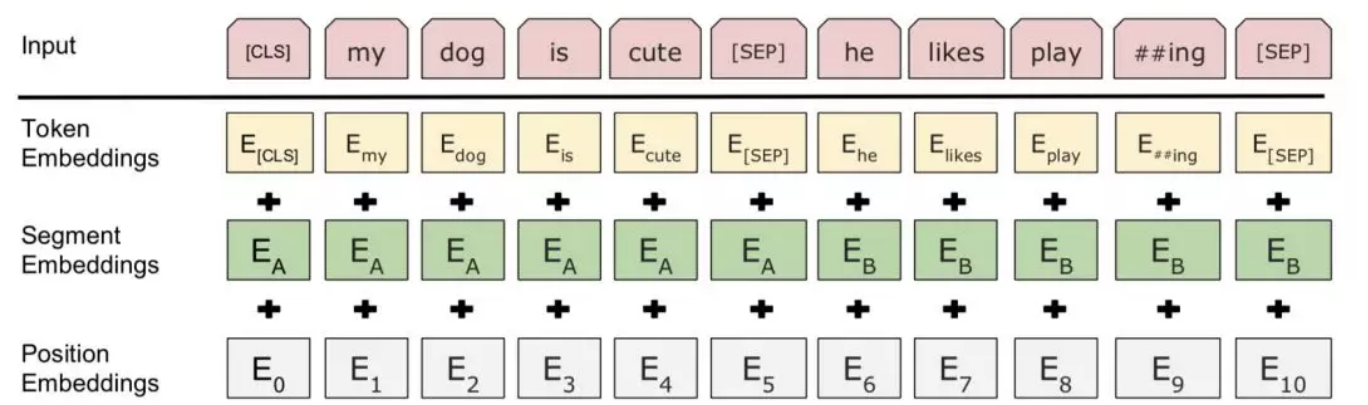 Input [CLS] my dog is cute [SEP] he likes play ##ing [SEP]
Token Embeddings E[CLS] Emy Edog Eis Ecute E[SEP] Ehe Elikes Eplay E##ing E[SEP]
+ + + + + + + + + + +
Segment Embeddings EA EA EA EA EA EA EB EB EB EB EB
+ + + + + + + + + + +
Position Embeddings E0 E1 E2 E3 E4 E5 E6 E7 E8 E9 E10